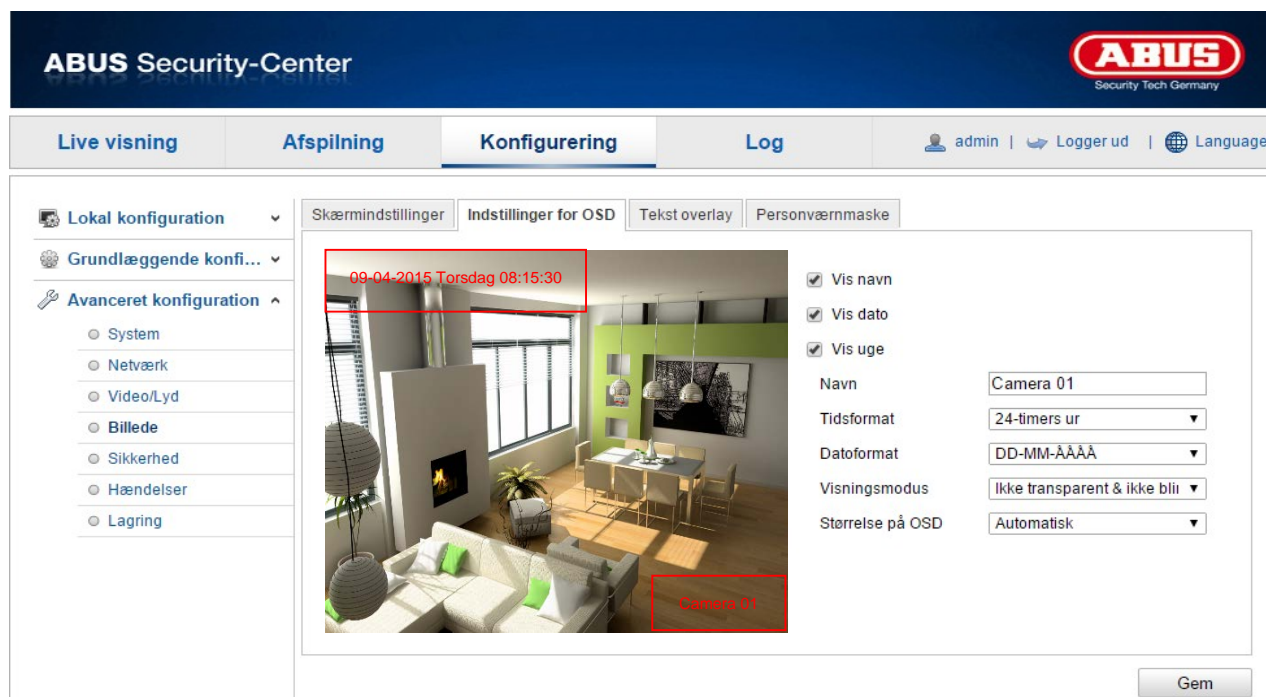 ABUS Security-Center
ABUS
Security Tech Germany
Live visning
Afspilning
Konfigurering
Log
admin | Logger ud | Language
Lokal konfiguration
Grundlæggende konfi...
Avanceret konfiguration
System
Netværk
Video/Lyd
Billede
Sikkerhed
Hændelser
Lagring
Skærmindstillinger
Indstillinger for OSD
Tekst overlay
Personværnmaske
09-04-2015 Torsdag 08:15:30
Camera 01
Vis navn
Vis dato
Vis uge
Navn Camera 01
Tidsformat 24-timers ur
Datoformat DD-MM-ÅÅÅÅ
Visningsmodus Ikke transparent & ikke blii
Størrelse på OSD Automatisk
Gem